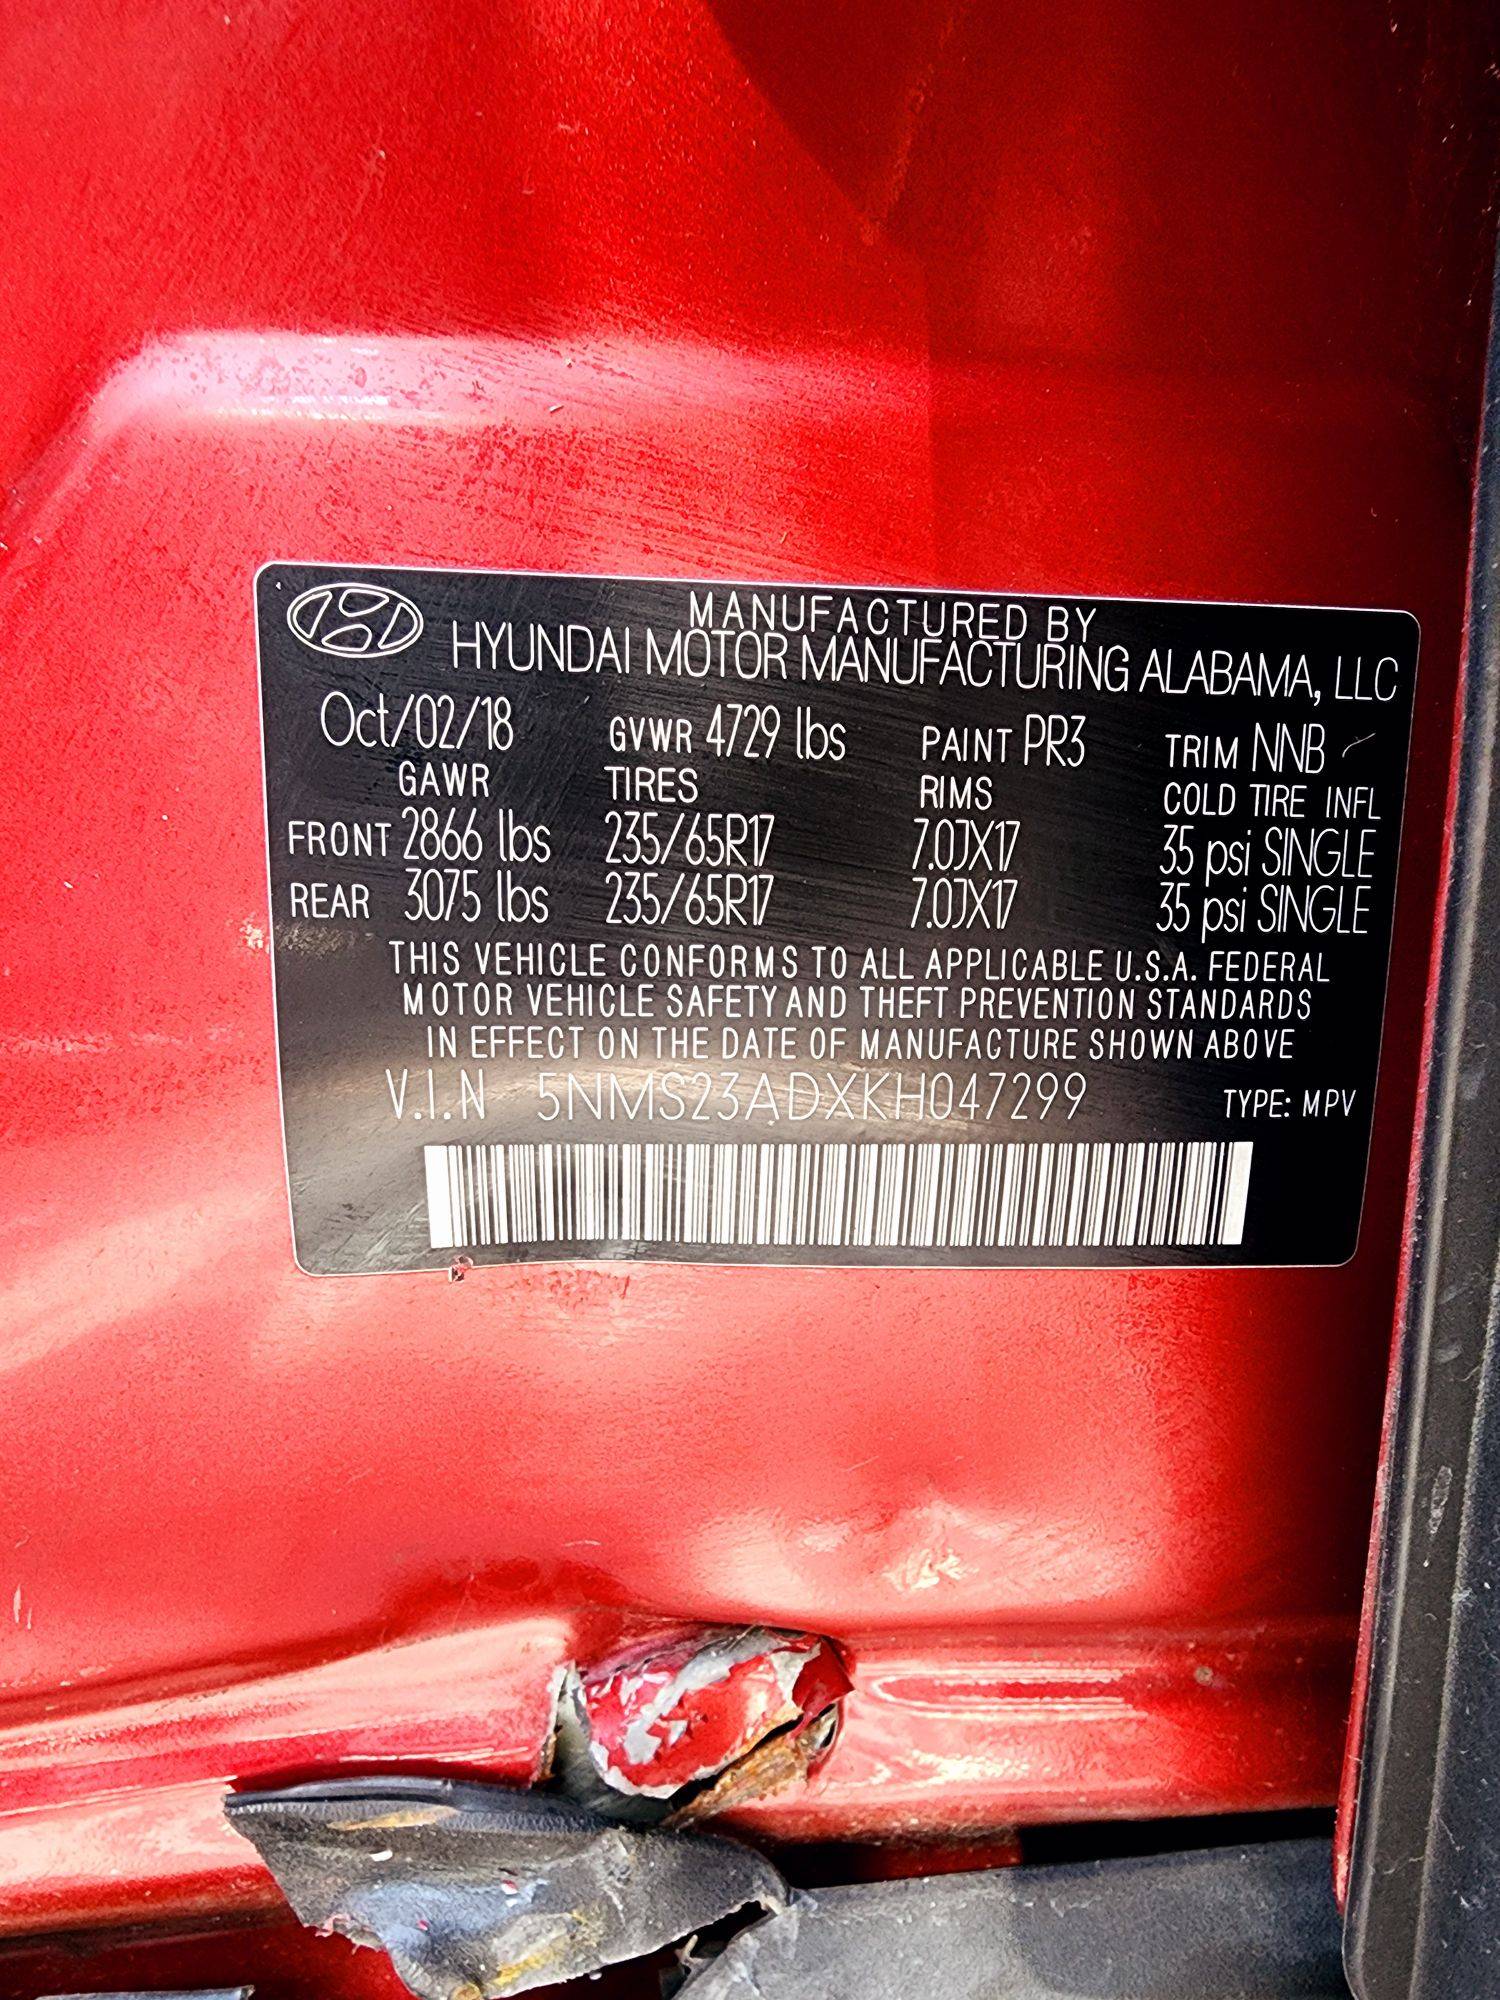 MANUFACTURED BY
HYUNDAI MOTOR MANUFACTURING ALABAMA, LLC
Oct/02/18 GVWR 4729 lbs PAINT PR3 TRIM NNB
GAWR TIRES RIMS COLD TIRE INFL
FRONT 2866 lbs 235/65R17 7.0JX17 35 psi SINGLE
REAR 3075 lbs 235/65R17 7.0JX17 35 psi SINGLE
THIS VEHICLE CONFORMS TO ALL APPLICABLE U.S.A. FEDERAL
MOTOR VEHICLE SAFETY AND THEFT PREVENTION STANDARDS
IN EFFECT ON THE DATE OF MANUFACTURE SHOWN ABOVE
V.I.N 5NMS23ADXKH047299 TYPE: MPV